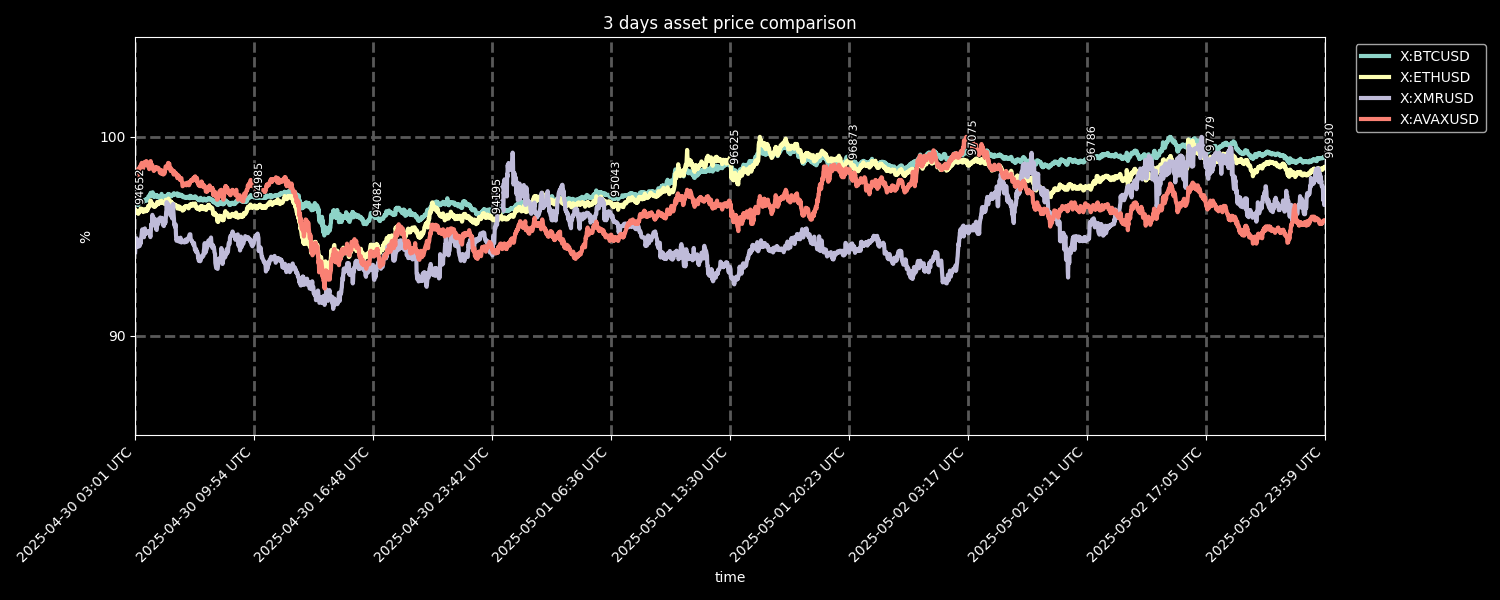 3 days asset price comparison
X:BTCUSD
X:ETHUSD
X:XMRUSD
X:AVAXUSD
100
90
%
94652
94985
94082
94195
95043
96625
96873
97075
96786
97279
96930
2025-04-30 03:01 UTC
2025-04-30 09:54 UTC
2025-04-30 16:48 UTC
2025-04-30 23:42 UTC
2025-05-01 06:36 UTC
2025-05-01 13:30 UTC
2025-05-01 20:23 UTC
2025-05-02 03:17 UTC
2025-05-02 10:11 UTC
2025-05-02 17:05 UTC
2025-05-02 23:59 UTC
time